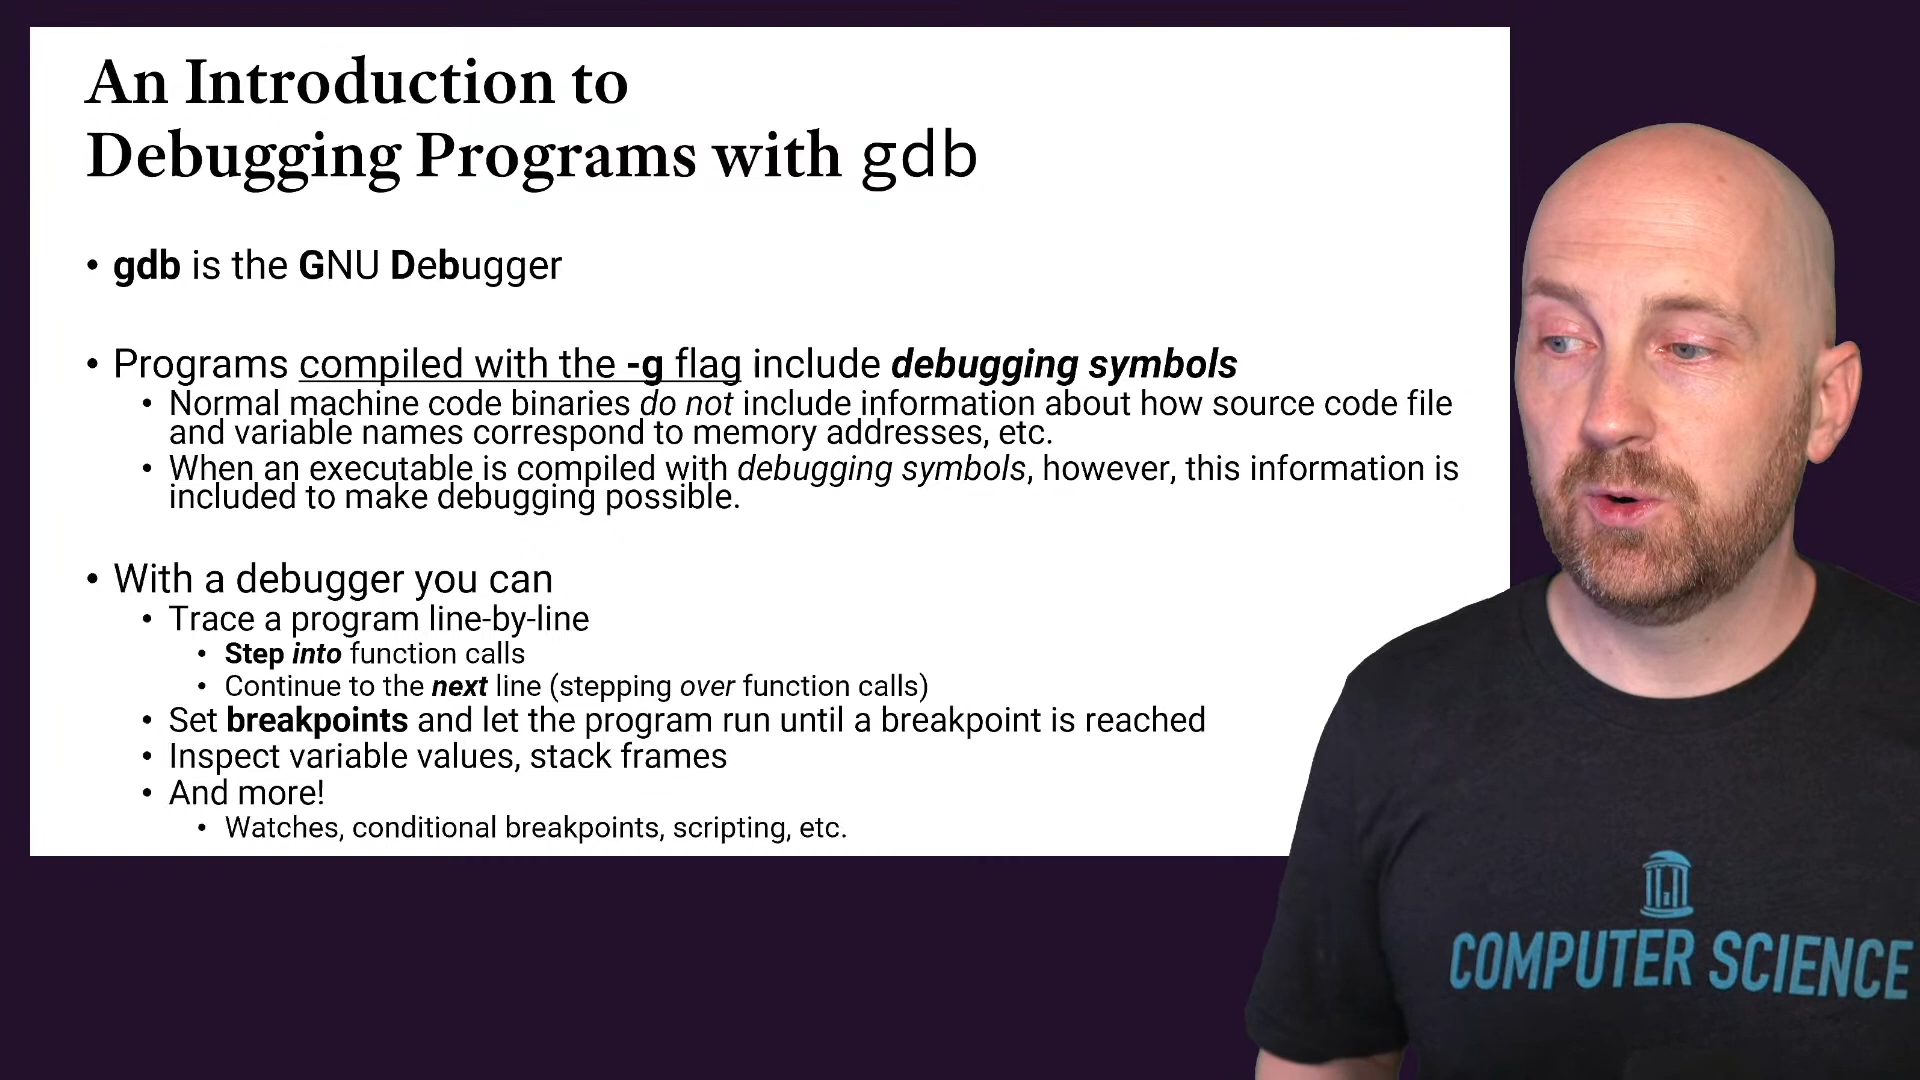 An Introduction to
Debugging Programs with gdb
• gdb is the GNU Debugger
• Programs compiled with the -g flag include debugging symbols
• Normal machine code binaries do not include information about how source code file
and variable names correspond to memory addresses, etc.
• When an executable is compiled with debugging symbols, however, this information is
included to make debugging possible.
• With a debugger you can
• Trace a program line-by-line
• Step into function calls
• Continue to the next line (stepping over function calls)
• Set breakpoints and let the program run until a breakpoint is reached
• Inspect variable values, stack frames
• And more!
• Watches, conditional breakpoints, scripting, etc.
COMPUTER SCIENCE